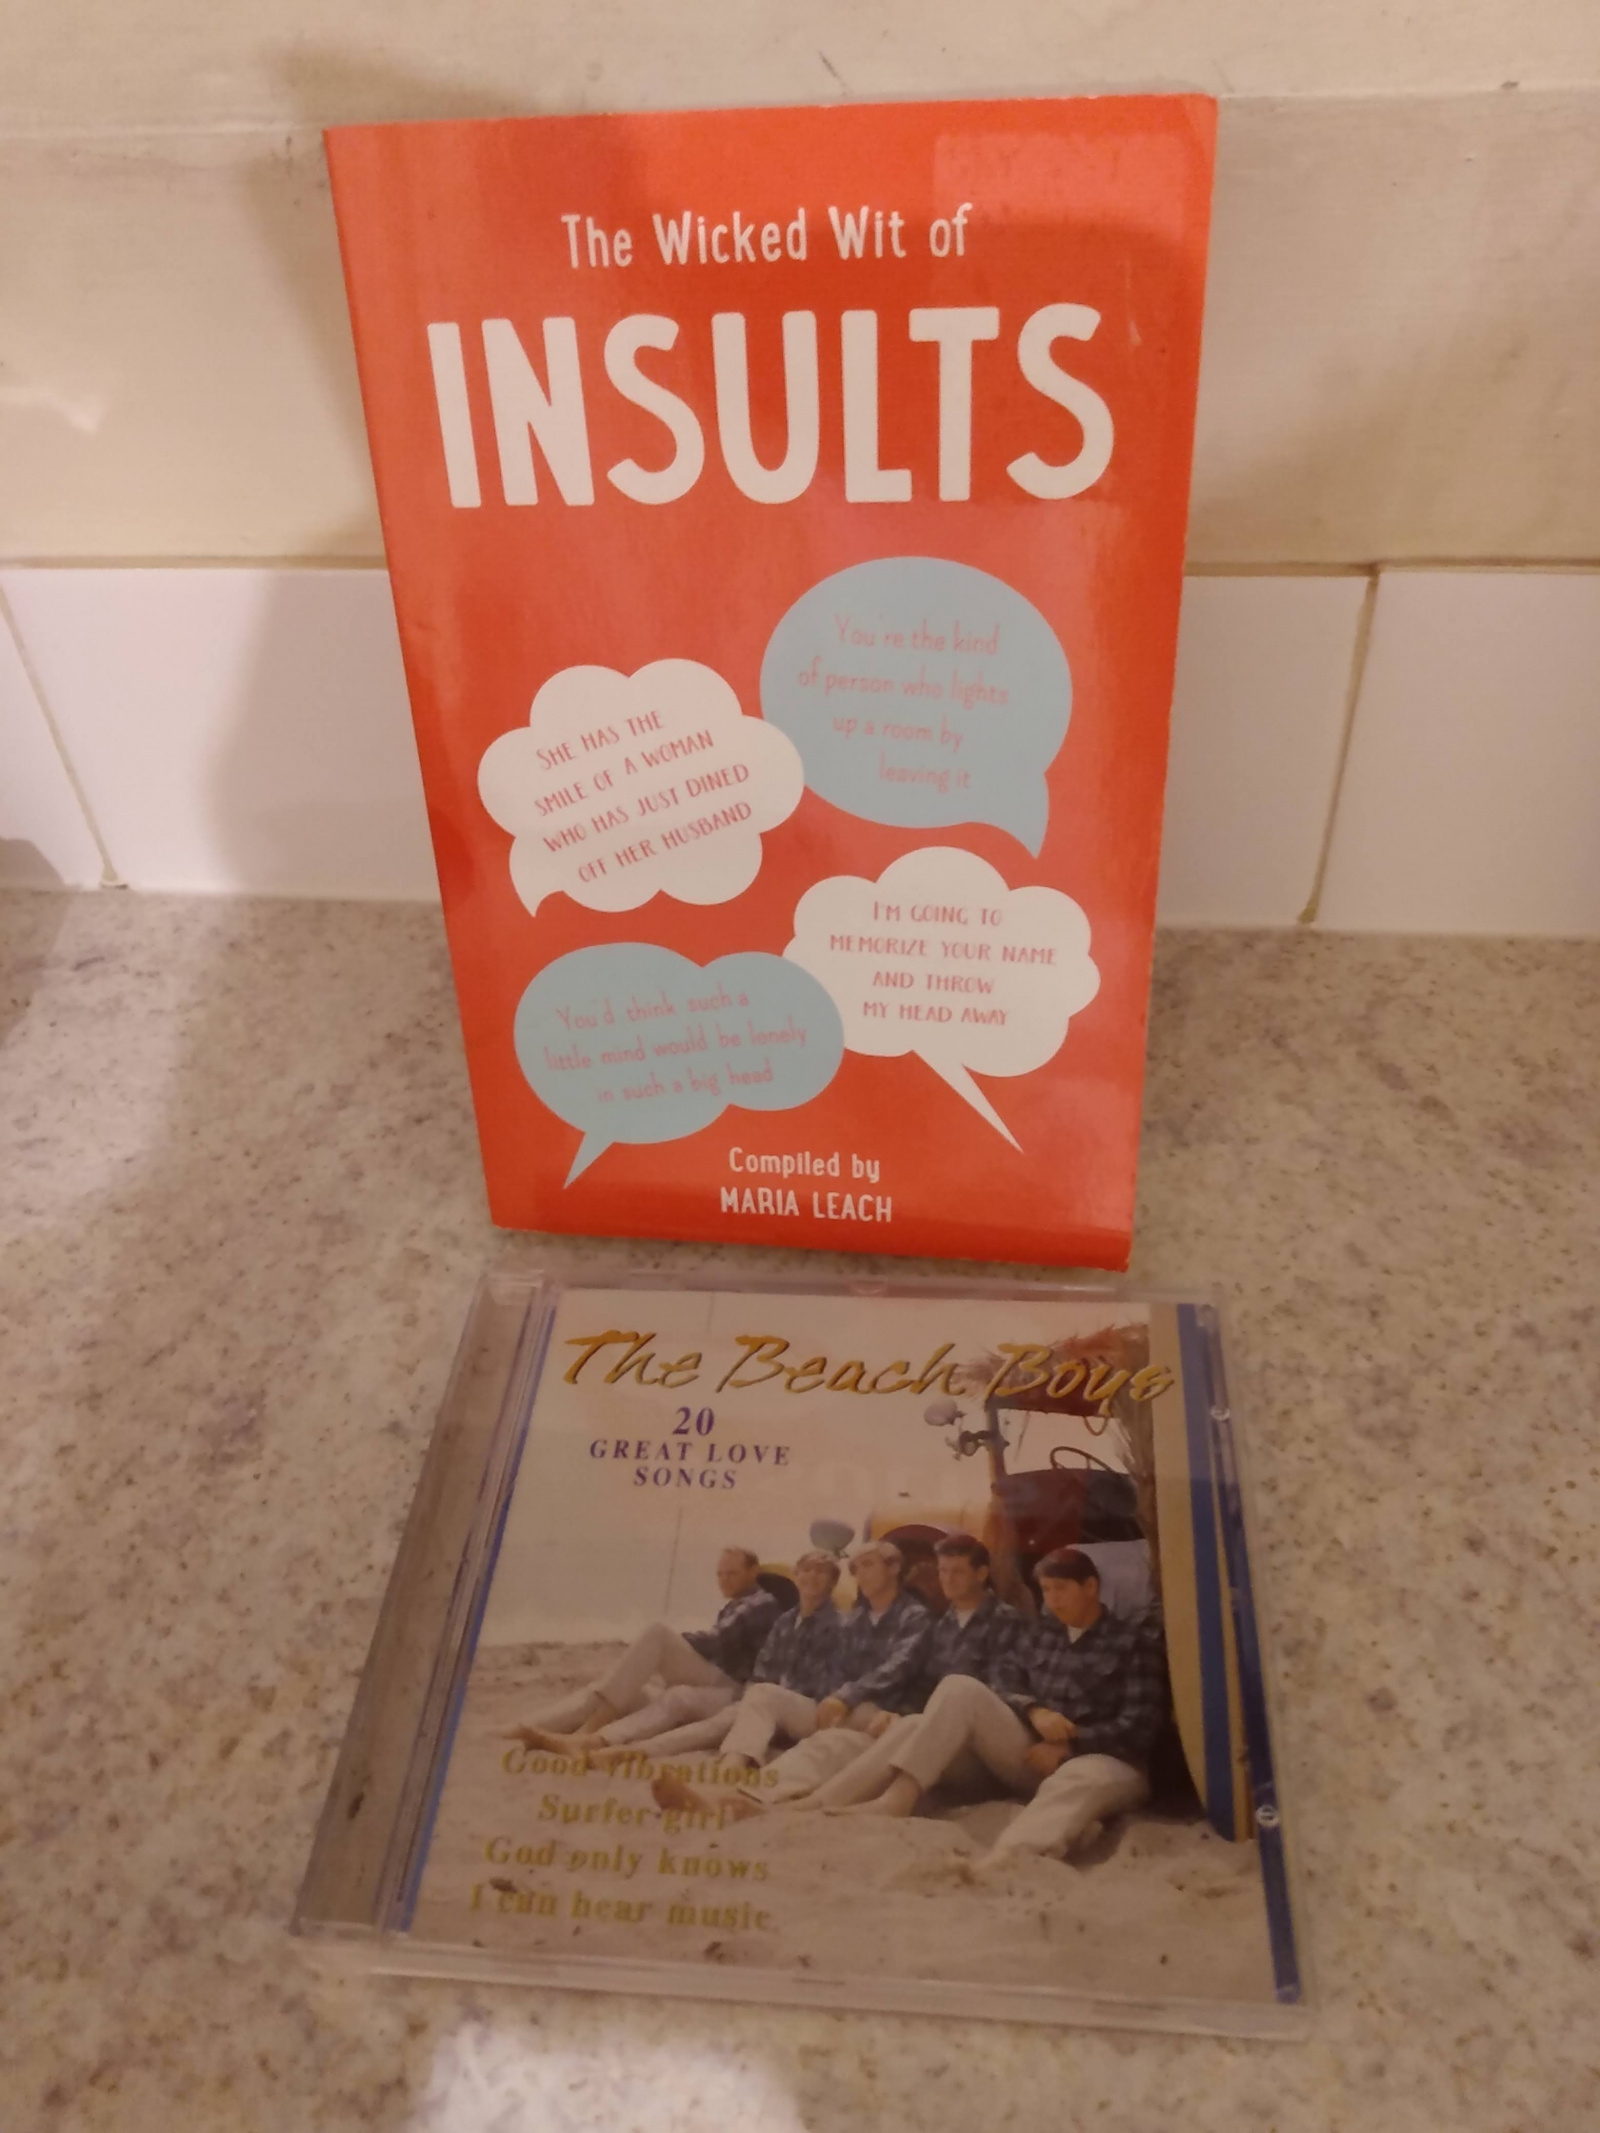 The Wicked Wit of
INSULTS
You're the kind
of person who lights
up a room by
leaving it
SHE HAS THE
SMILE OF A WOMAN
WHO HAS JUST DINED
OFF HER HUSBAND
I'M GOING TO
MEMORIZE YOUR NAME
AND THROW
MY HEAD AWAY
You'd think such a
little mind would be lonely
in such a big head
Compiled by
MARIA LEACH
The Beach Boys
20
GREAT LOVE
SONGS
Good vibrations
Surfer girl
God only knows
I can hear music